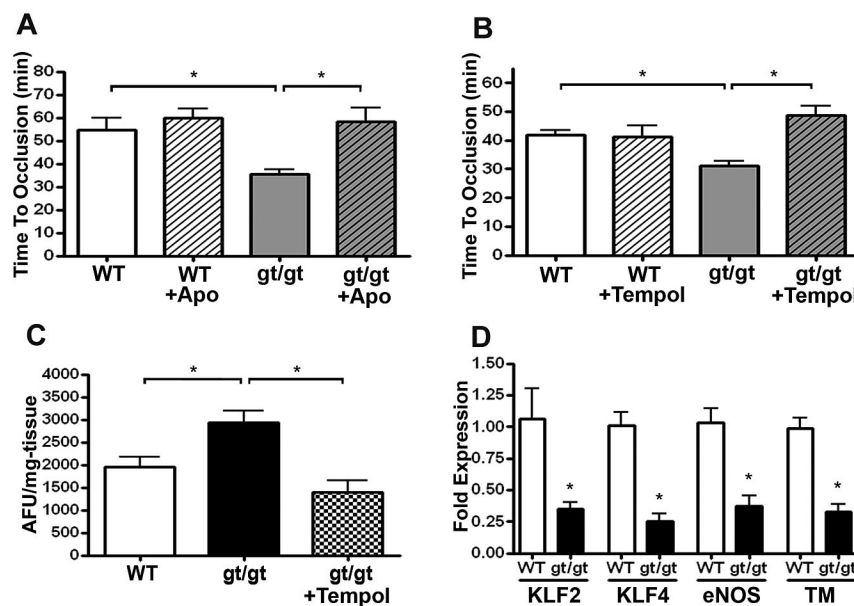 A
Time To Occlusion (min)
80
70
60
50
40
30
20
10
0
* *
WT WT +Apo gt/gt gt/gt +Apo
B
Time To Occlusion (min)
60
50
40
30
20
10
0
* *
WT WT +Tempol gt/gt gt/gt +Tempol
C
AFU/mg-tissue
4000
3500
3000
2500
2000
1500
1000
500
0
* *
WT gt/gt gt/gt +Tempol
D
Fold Expression
1.50
1.25
1.00
0.75
0.50
0.25
0.00
* * * *
WT gt/gt WT gt/gt WT gt/gt WT gt/gt
KLF2 KLF4 eNOS TM